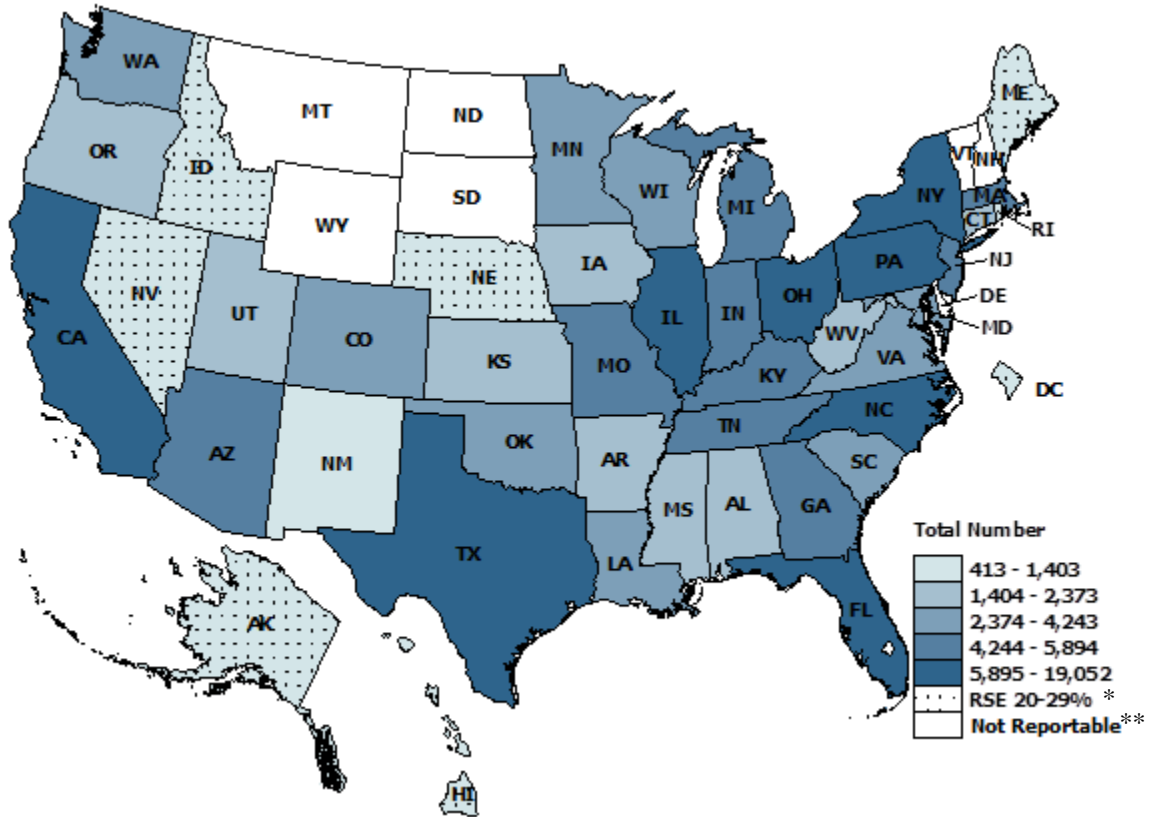 WA
MT
ND
ME
OR
ID
MN
VT
NH
SD
WI
NY
MA
WY
MI
CT
RI
IA
NE
PA
NJ
NV
UT
IL
IN
OH
DE
CA
CO
WV
MD
KS
MO
KY
VA
DC
AZ
NM
OK
TN
NC
AR
SC
MS
AL
GA
TX
LA
FL
AK
HI
Total Number
413 - 1,403
1,404 - 2,373
2,374 - 4,243
4,244 - 5,894
5,895 - 19,052
RSE 20-29% *
Not Reportable**